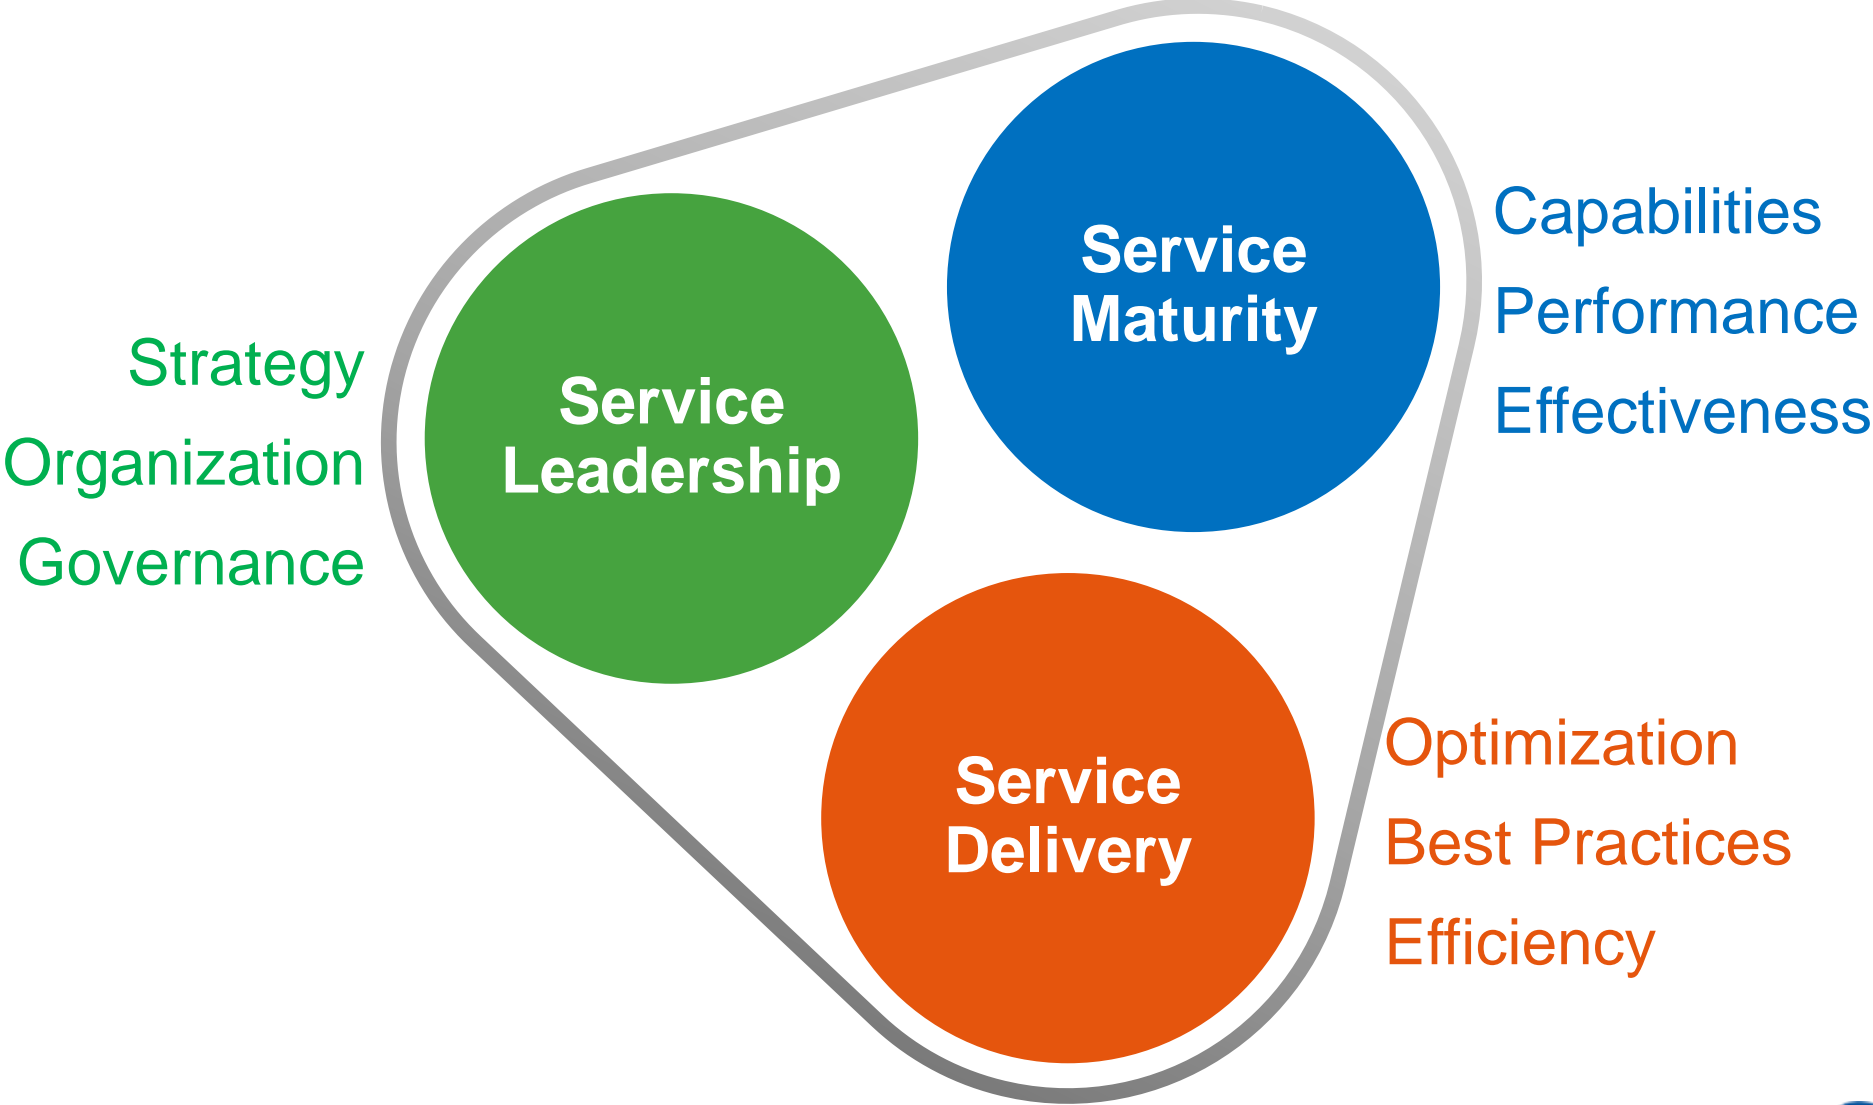 Strategy
Organization
Governance
Service
Leadership
Service
Maturity
Capabilities
Performance
Effectiveness
Service
Delivery
Optimization
Best Practices
Efficiency